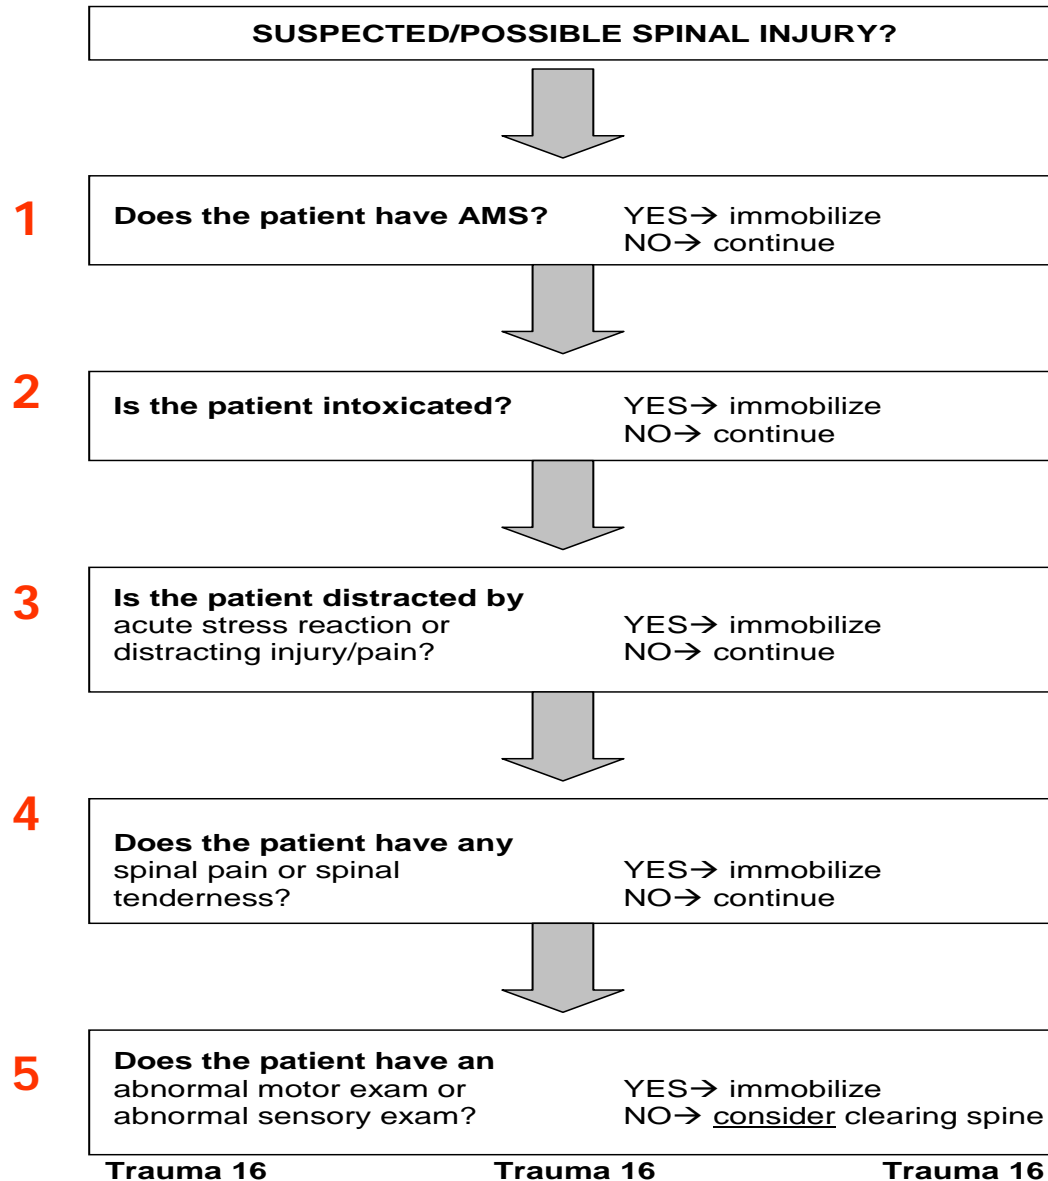 SUSPECTED/POSSIBLE SPINAL INJURY?
1
Does the patient have AMS? YES→ immobilize
NO→ continue
2
Is the patient intoxicated? YES→ immobilize
NO→ continue
3
Is the patient distracted by
acute stress reaction or YES→ immobilize
distracting injury/pain? NO→ continue
4
Does the patient have any
spinal pain or spinal YES→ immobilize
tenderness? NO→ continue
5
Does the patient have an
abnormal motor exam or YES→ immobilize
abnormal sensory exam? NO→ consider clearing spine
Trauma 16 Trauma 16 Trauma 16